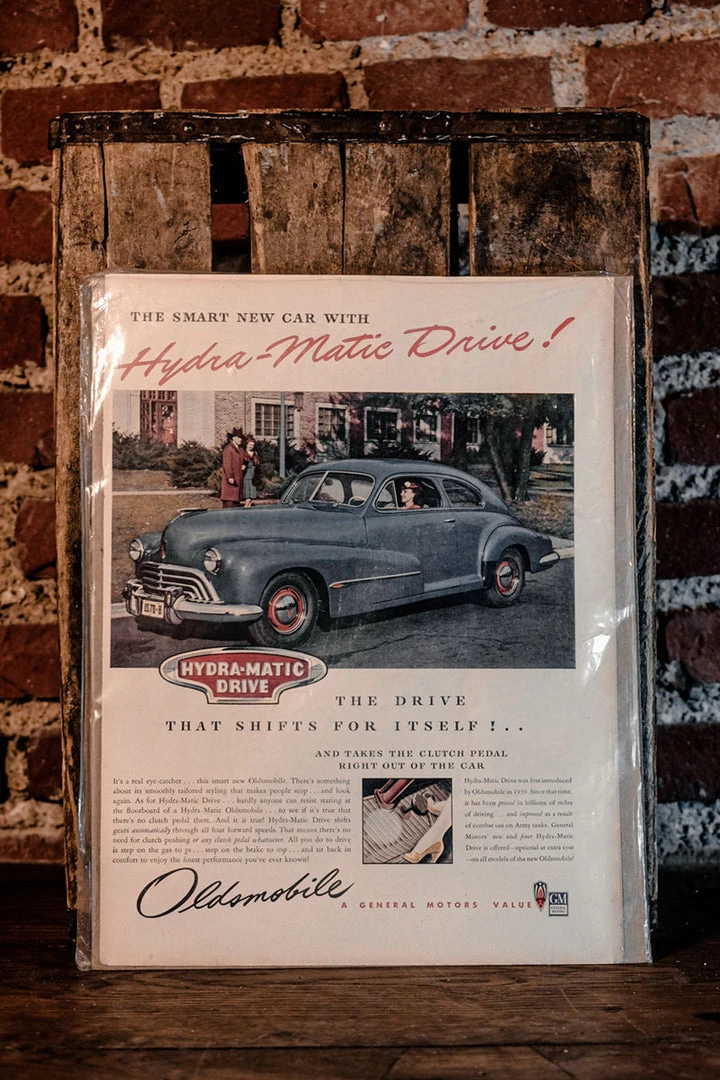 THE SMART NEW CAR WITH
Hydra-Matic Drive!
HYDRA-MATIC
DRIVE
THE DRIVE
THAT SHIFTS FOR ITSELF!..
AND TAKES THE CLUTCH PEDAL
RIGHT OUT OF THE CAR
It's a real eye-catcher . . . this smart new Oldsmobile. There's something
about its smoothly tailored styling that makes people stop . . . and look
again. As for Hydra-Matic Drive . . . hardly anyone can resist staring at
the floorboard of a Hydra-Matic Oldsmobile . . . to see if it's true that
there's no clutch pedal there. And it is true! Hydra-Matic Drive shifts
gears automatically through all four forward speeds. That means there's no
need for clutch pushing or any clutch pedal whatsoever. All you do to drive
is step on the gas to go . . . step on the brake to stop . . . and sit back in
comfort to enjoy the finest performance you've ever known!
Hydra-Matic Drive was first introduced
by Oldsmobile in 1939. Since that time,
it has been proved in billions of miles
of driving . . . and improved as a result
of combat use on Army tanks. General
Motors' new and finer Hydra-Matic
Drive is offered—optional at extra cost
—on all models of the new Oldsmobile!
Oldsmobile
A GENERAL MOTORS VALUE
GM
GENERAL
MOTORS